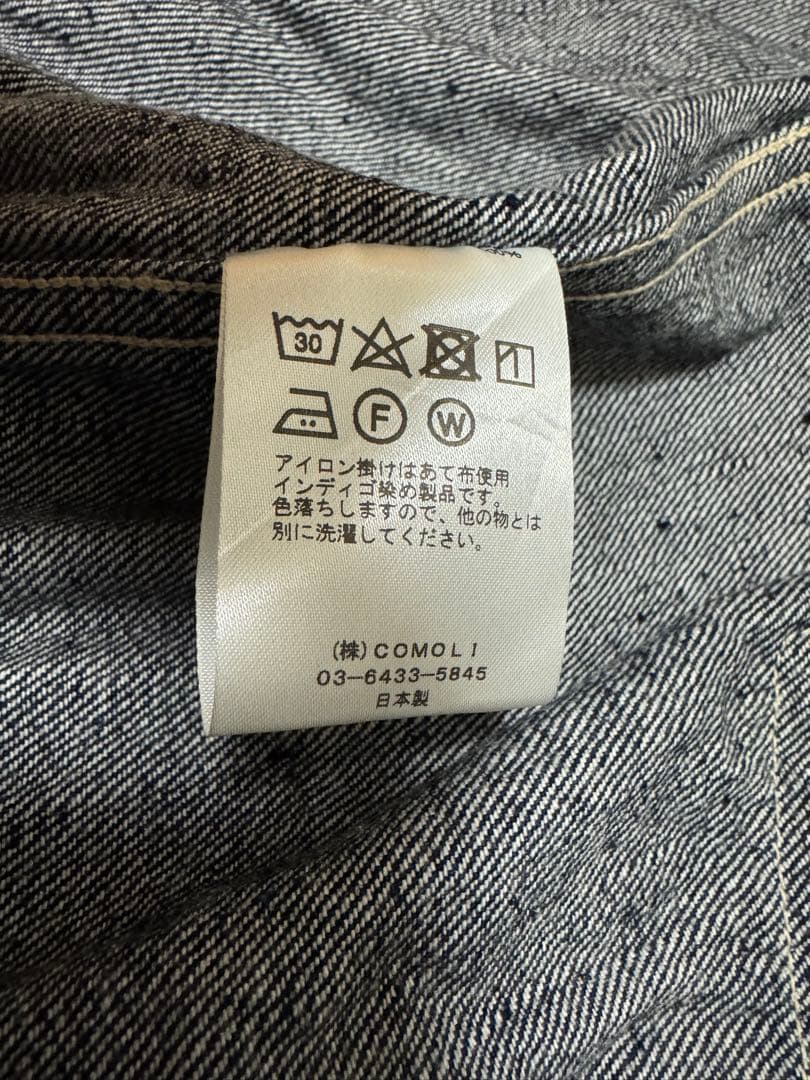 30
F
W
アイロン掛けはあて布使用
インディゴ染め製品です。
色落ちしますので、他の物とは
別に洗濯してください。
(株)COMOLI
03-6433-5845
日本製